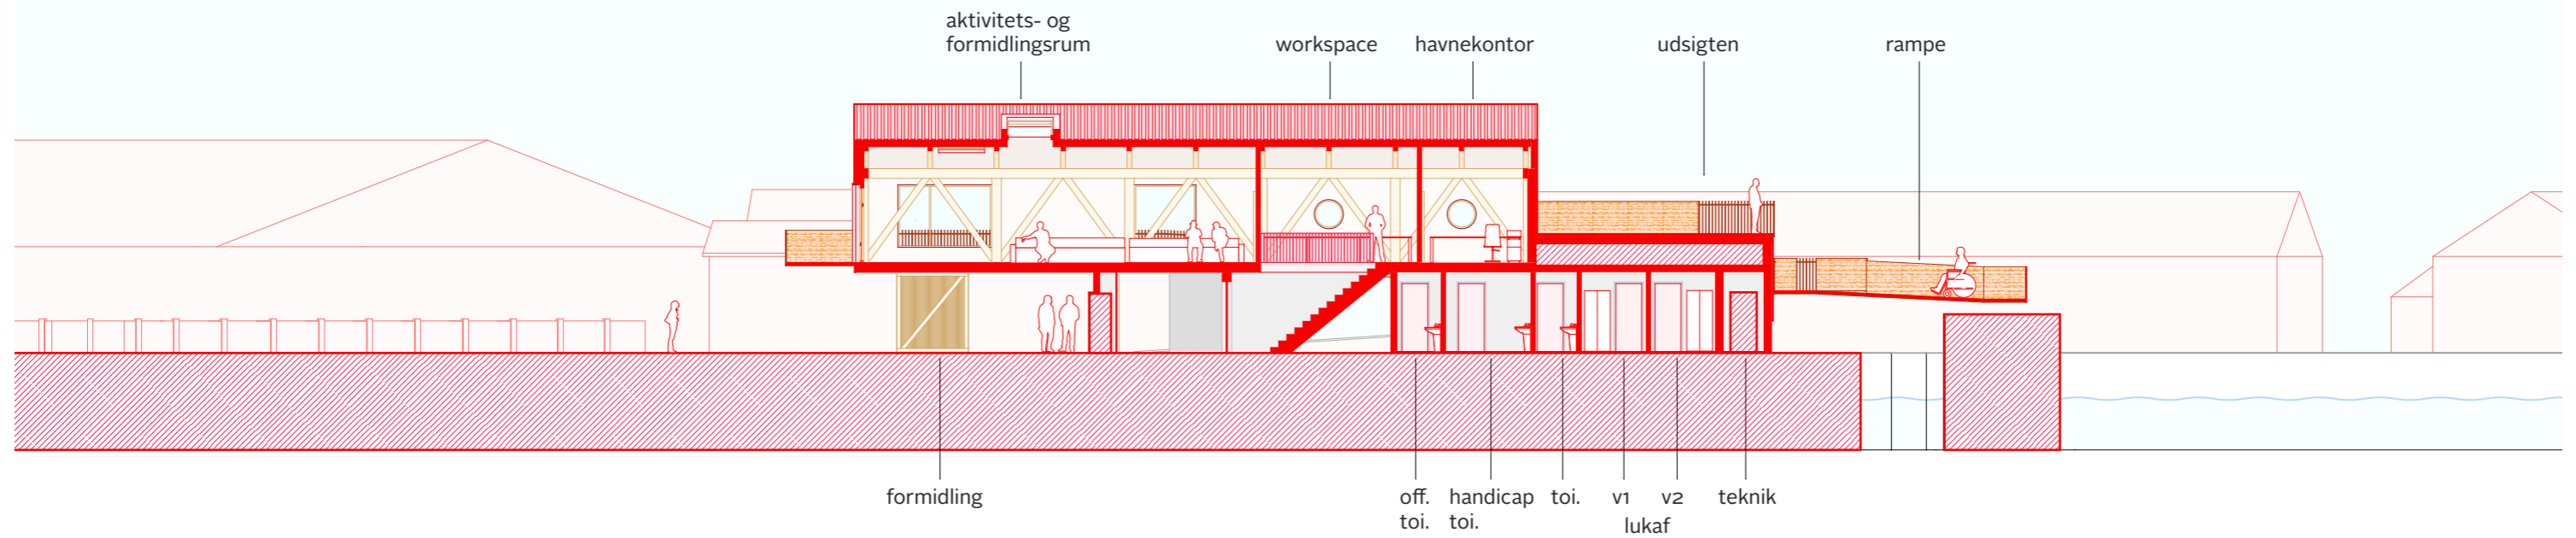 aktivitets- og
formidlingsrum
workspace
havnekontor
udsigten
rampe
formidling
off.
toi.
handicap
toi.
toi.
v1
v2
lukaf
teknik